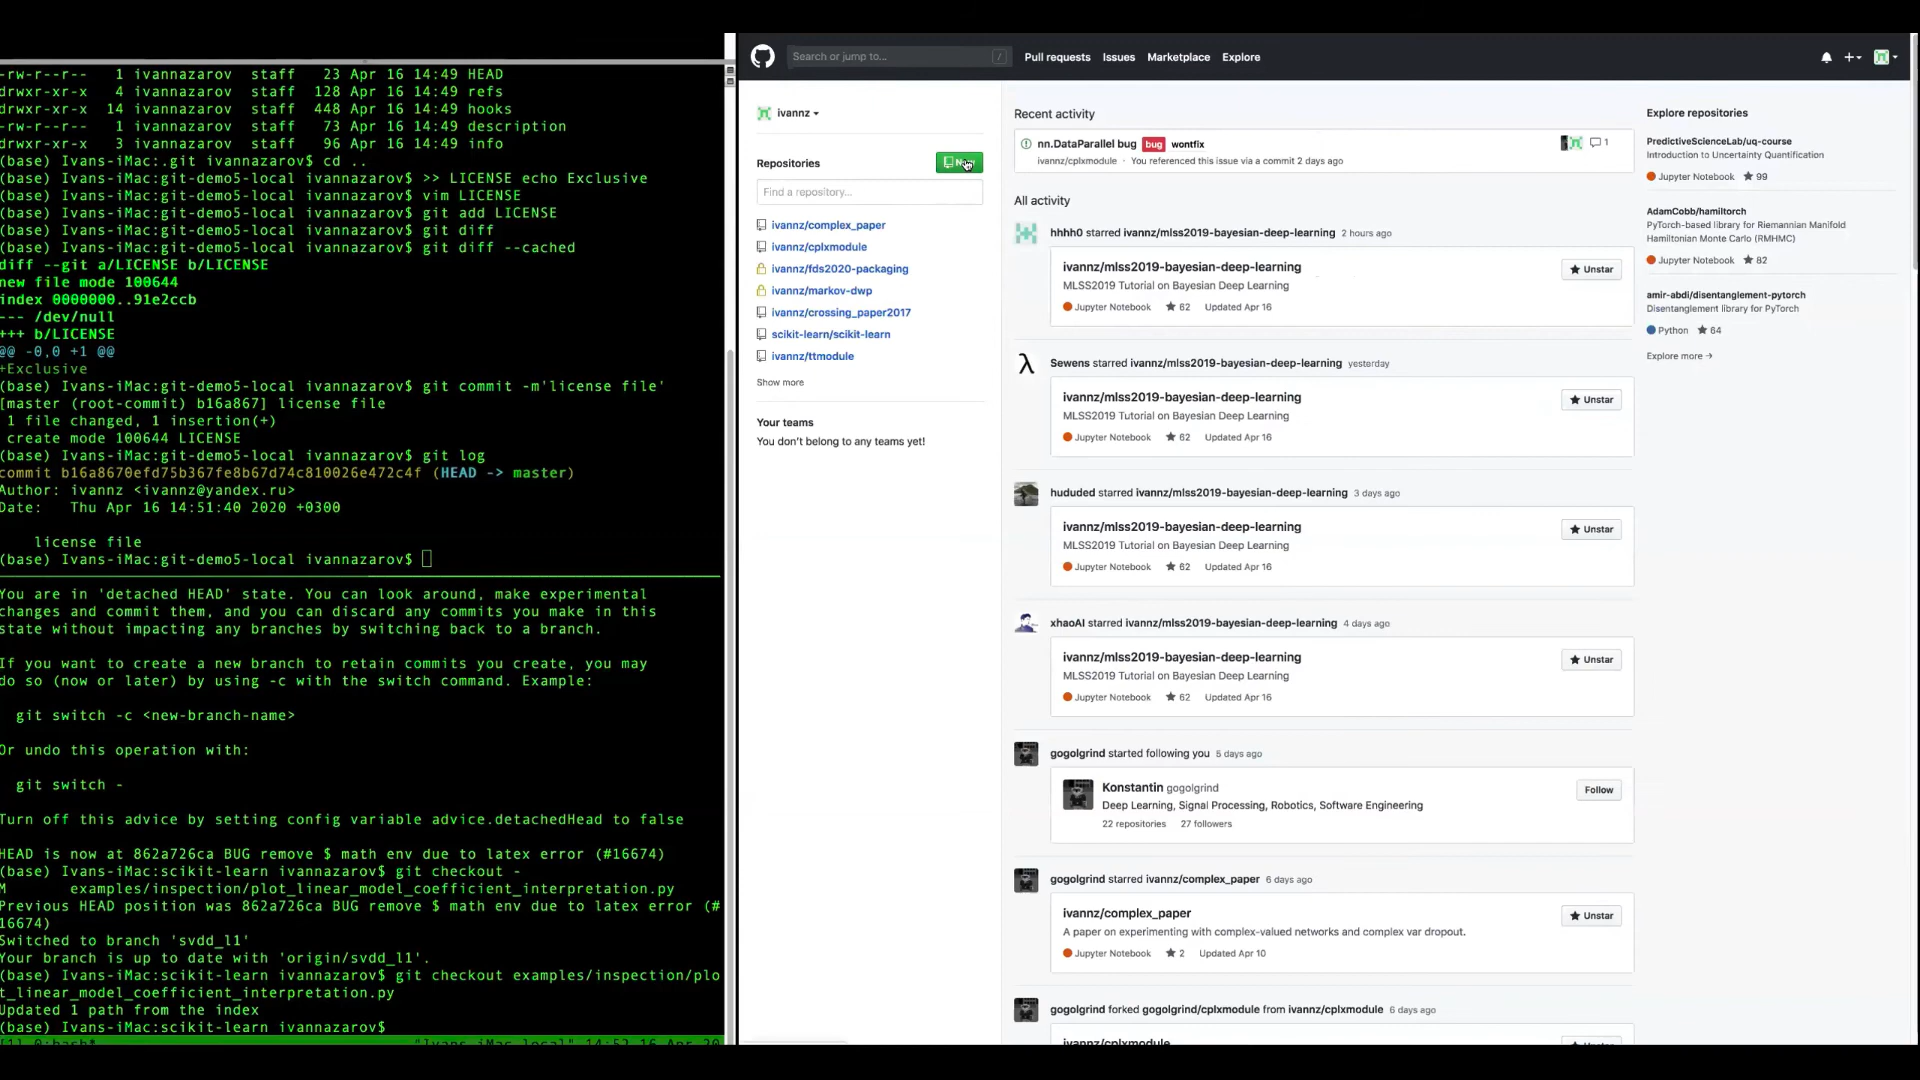 -rw-r--r--   1 ivannazarov  staff   23 Apr 16 14:49 HEAD
drwxr-xr-x   4 ivannazarov  staff  128 Apr 16 14:49 refs
drwxr-xr-x  14 ivannazarov  staff  448 Apr 16 14:49 hooks
-rw-r--r--   1 ivannazarov  staff   73 Apr 16 14:49 description
drwxr-xr-x   3 ivannazarov  staff   96 Apr 16 14:49 info
(base) Ivans-iMac:.git ivannazarov$ cd ..
(base) Ivans-iMac:git-demo5-local ivannazarov$ >> LICENSE echo Exclusive
(base) Ivans-iMac:git-demo5-local ivannazarov$ vim LICENSE
(base) Ivans-iMac:git-demo5-local ivannazarov$ git add LICENSE
(base) Ivans-iMac:git-demo5-local ivannazarov$ git diff
(base) Ivans-iMac:git-demo5-local ivannazarov$ git diff --cached
diff --git a/LICENSE b/LICENSE
new file mode 100644
index 0000000..91e2ccb
--- /dev/null
+++ b/LICENSE
@@ -0,0 +1 @@
+Exclusive
(base) Ivans-iMac:git-demo5-local ivannazarov$ git commit -m'license file'
[master (root-commit) b16a867] license file
1 file changed, 1 insertion(+)
create mode 100644 LICENSE
(base) Ivans-iMac:git-demo5-local ivannazarov$ git log
commit b16a8670efd75b367fe8b67d74c810026e472c4f (HEAD -> master)
Author: ivannz <ivannz@yandex.ru>
Date:   Thu Apr 16 14:51:40 2020 +0300
license file
(base) Ivans-iMac:git-demo5-local ivannazarov$
You are in 'detached HEAD' state. You can look around, make experimental
changes and commit them, and you can discard any commits you make in this
state without impacting any branches by switching back to a branch.
If you want to create a new branch to retain commits you create, you may
do so (now or later) by using -c with the switch command. Example:
git switch -c <new-branch-name>
Or undo this operation with:
git switch -
Turn off this advice by setting config variable advice.detachedHead to false
HEAD is now at 862a726ca BUG remove $ math env due to latex error (#16674)
(base) Ivans-iMac:scikit-learn ivannazarov$ git checkout -
M       examples/inspection/plot_linear_model_coefficient_interpretation.py
Previous HEAD position was 862a726ca BUG remove $ math env due to latex error (#
16674)
Switched to branch 'svdd_l1'
Your branch is up to date with 'origin/svdd_l1'.
(base) Ivans-iMac:scikit-learn ivannazarov$ git checkout examples/inspection/plo
t_linear_model_coefficient_interpretation.py
Updated 1 path from the index
(base) Ivans-iMac:scikit-learn ivannazarov$
[1] 0:bash* "Ivans-iMac.local" 14:52 16-Apr-20
Search or jump to... /
Pull requests Issues Marketplace Explore
ivannz
Repositories
Find a repository...
ivannz/complex_paper
ivannz/cplxmodule
ivannz/fds2020-packaging
ivannz/markov-dwp
ivannz/crossing_paper2017
scikit-learn/scikit-learn
ivannz/ttmodule
Show more
Your teams
You don't belong to any teams yet!
Recent activity
nn.DataParallel bug bug wontfix 1
ivannz/cplxmodule · You referenced this issue via a commit 2 days ago
All activity
hhhh0 starred ivannz/mlss2019-bayesian-deep-learning 2 hours ago
ivannz/mlss2019-bayesian-deep-learning Unstar
MLSS2019 Tutorial on Bayesian Deep Learning
Jupyter Notebook 62 Updated Apr 16
Sewens starred ivannz/mlss2019-bayesian-deep-learning yesterday
ivannz/mlss2019-bayesian-deep-learning Unstar
MLSS2019 Tutorial on Bayesian Deep Learning
Jupyter Notebook 62 Updated Apr 16
hududed starred ivannz/mlss2019-bayesian-deep-learning 3 days ago
ivannz/mlss2019-bayesian-deep-learning Unstar
MLSS2019 Tutorial on Bayesian Deep Learning
Jupyter Notebook 62 Updated Apr 16
xhaoAI starred ivannz/mlss2019-bayesian-deep-learning 4 days ago
ivannz/mlss2019-bayesian-deep-learning Unstar
MLSS2019 Tutorial on Bayesian Deep Learning
Jupyter Notebook 62 Updated Apr 16
gogolgrind started following you 5 days ago
Konstantin gogolgrind Follow
Deep Learning, Signal Processing, Robotics, Software Engineering
22 repositories 27 followers
gogolgrind starred ivannz/complex_paper 6 days ago
ivannz/complex_paper Unstar
A paper on experimenting with complex-valued networks and complex var dropout.
Jupyter Notebook 2 Updated Apr 10
gogolgrind forked gogolgrind/cplxmodule from ivannz/cplxmodule 6 days ago
ivannz/cplxmodule
Explore repositories
PredictiveScienceLab/uq-course
Introduction to Uncertainty Quantification
Jupyter Notebook 99
AdamCobb/hamiltorch
PyTorch-based library for Riemannian Manifold
Hamiltonian Monte Carlo (RMHMC)
Jupyter Notebook 82
amir-abdi/disentanglement-pytorch
Disentanglement library for PyTorch
Python 64
Explore more →